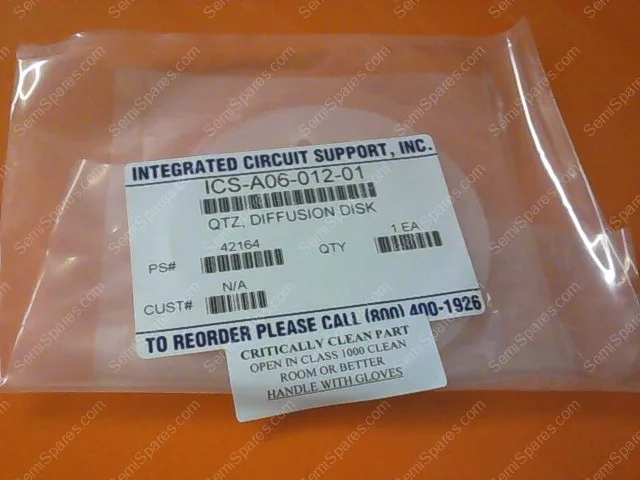 INTEGRATED CIRCUIT SUPPORT, INC.
ICS-A06-012-01
QTZ, DIFFUSION DISK
PS# 42164 QTY 1 EA
CUST# N/A
TO REORDER PLEASE CALL (800) 400-1926
CRITICALLY CLEAN PART
OPEN IN CLASS 1000 CLEAN
ROOM OR BETTER
HANDLE WITH GLOVES
SemiSpares.com